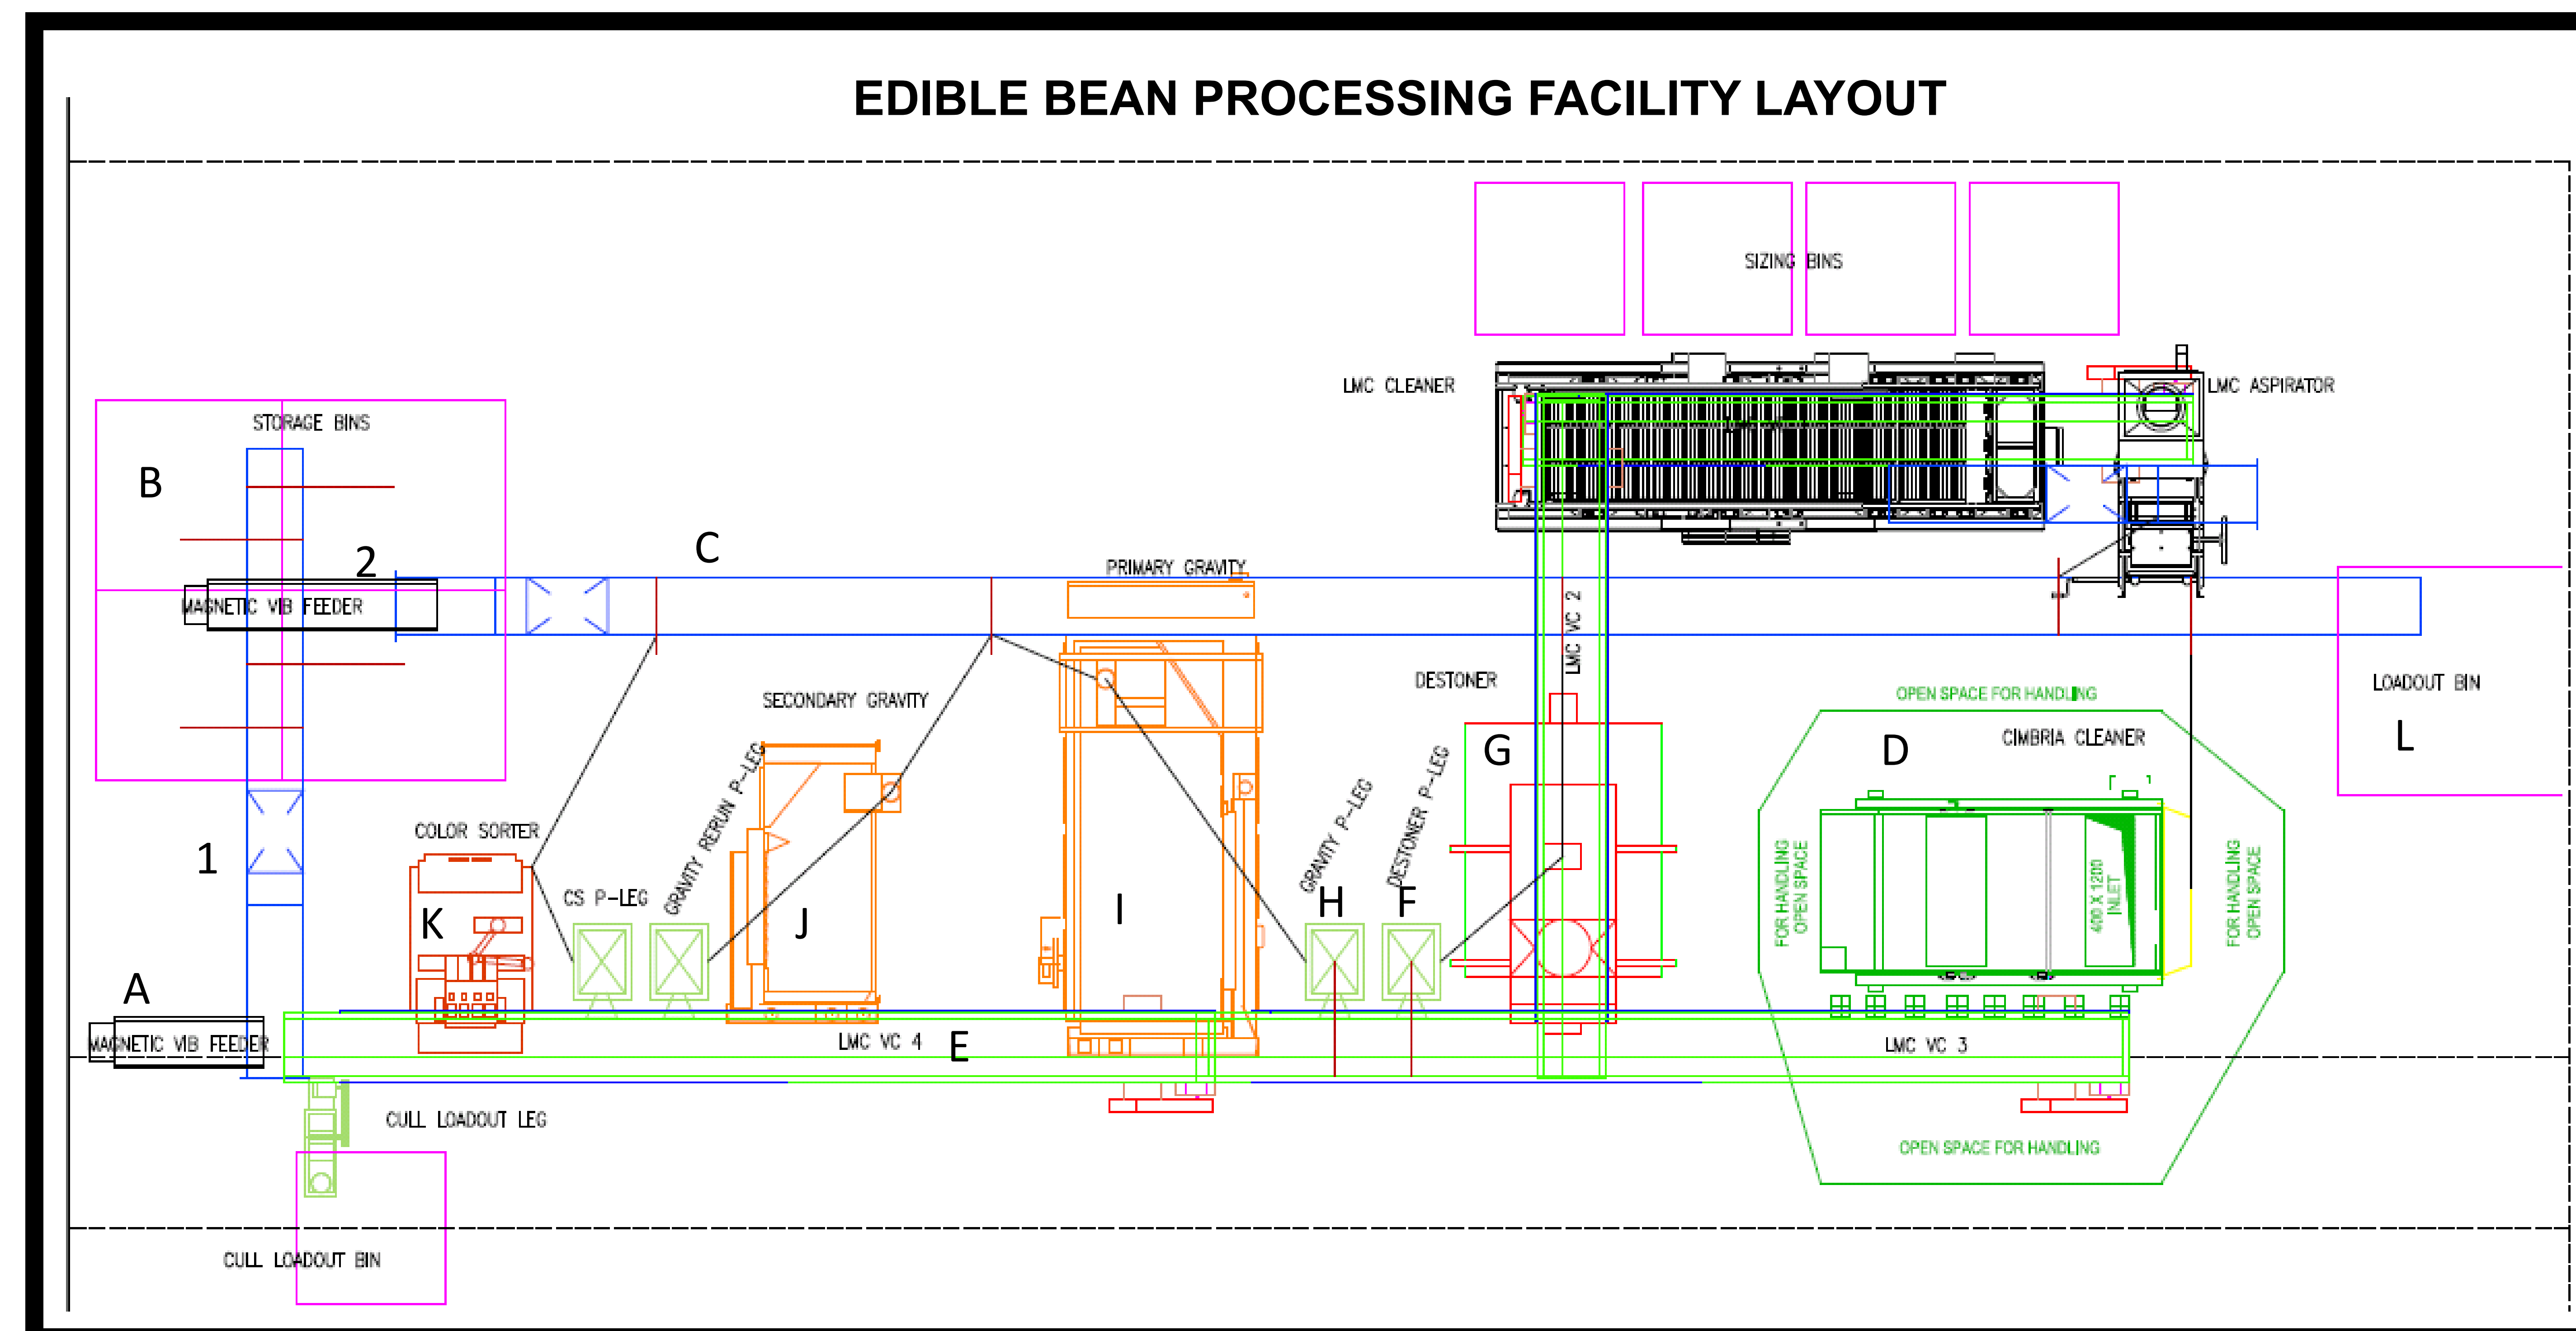 EDIBLE BEAN PROCESSING FACILITY LAYOUT
SIZING BINS
LMC CLEANER
LMC ASPIRATOR
STORAGE BINS
B
2
C
MAGNETIC VIB FEEDER
PRIMARY GRAVITY
LMC VC 2
DESTONER
SECONDARY GRAVITY
LOADOUT BIN
L
OPEN SPACE FOR HANDLING
CIMBRIA CLEANER
D
G
GRAVITY RERUN P-LEG
GRAVITY P-LEG
DESTONER P-LEG
COLOR SORTER
1
CS P-LEG
K
J
I
H
F
FOR HANDLING
OPEN SPACE
400 X 1200
INLET
FOR HANDLING
OPEN SPACE
A
MAGNETIC VIB FEEDER
LMC VC 4
E
LMC VC 3
CULL LOADOUT LEG
OPEN SPACE FOR HANDLING
CULL LOADOUT BIN